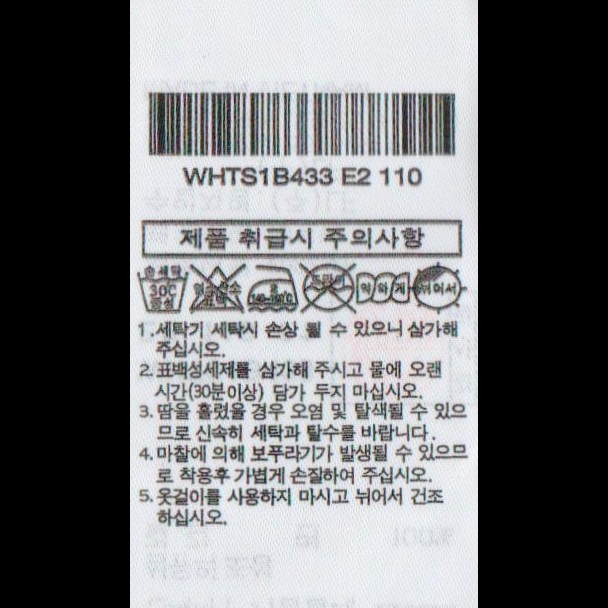 WHTS1B433 E2 110
제품 취급시 주의사항
손세탁
30℃
중성
염소산소
표백
드라이
약하게
뉘어서
1.세탁기 세탁시 손상 될 수 있으니 삼가해
주십시오.
2.표백성세제를 삼가해 주시고 물에 오랜
시간(30분이상) 담가 두지 마십시오.
3.땀을 흘렸을 경우 오염 및 탈색될 수 있으
므로 신속히 세탁과 탈수를 바랍니다.
4.마찰에 의해 보푸라기가 발생될 수 있으므
로 착용후 가볍게 손질하여 주십시오.
5.옷걸이를 사용하지 마시고 뉘어서 건조
하십시오.